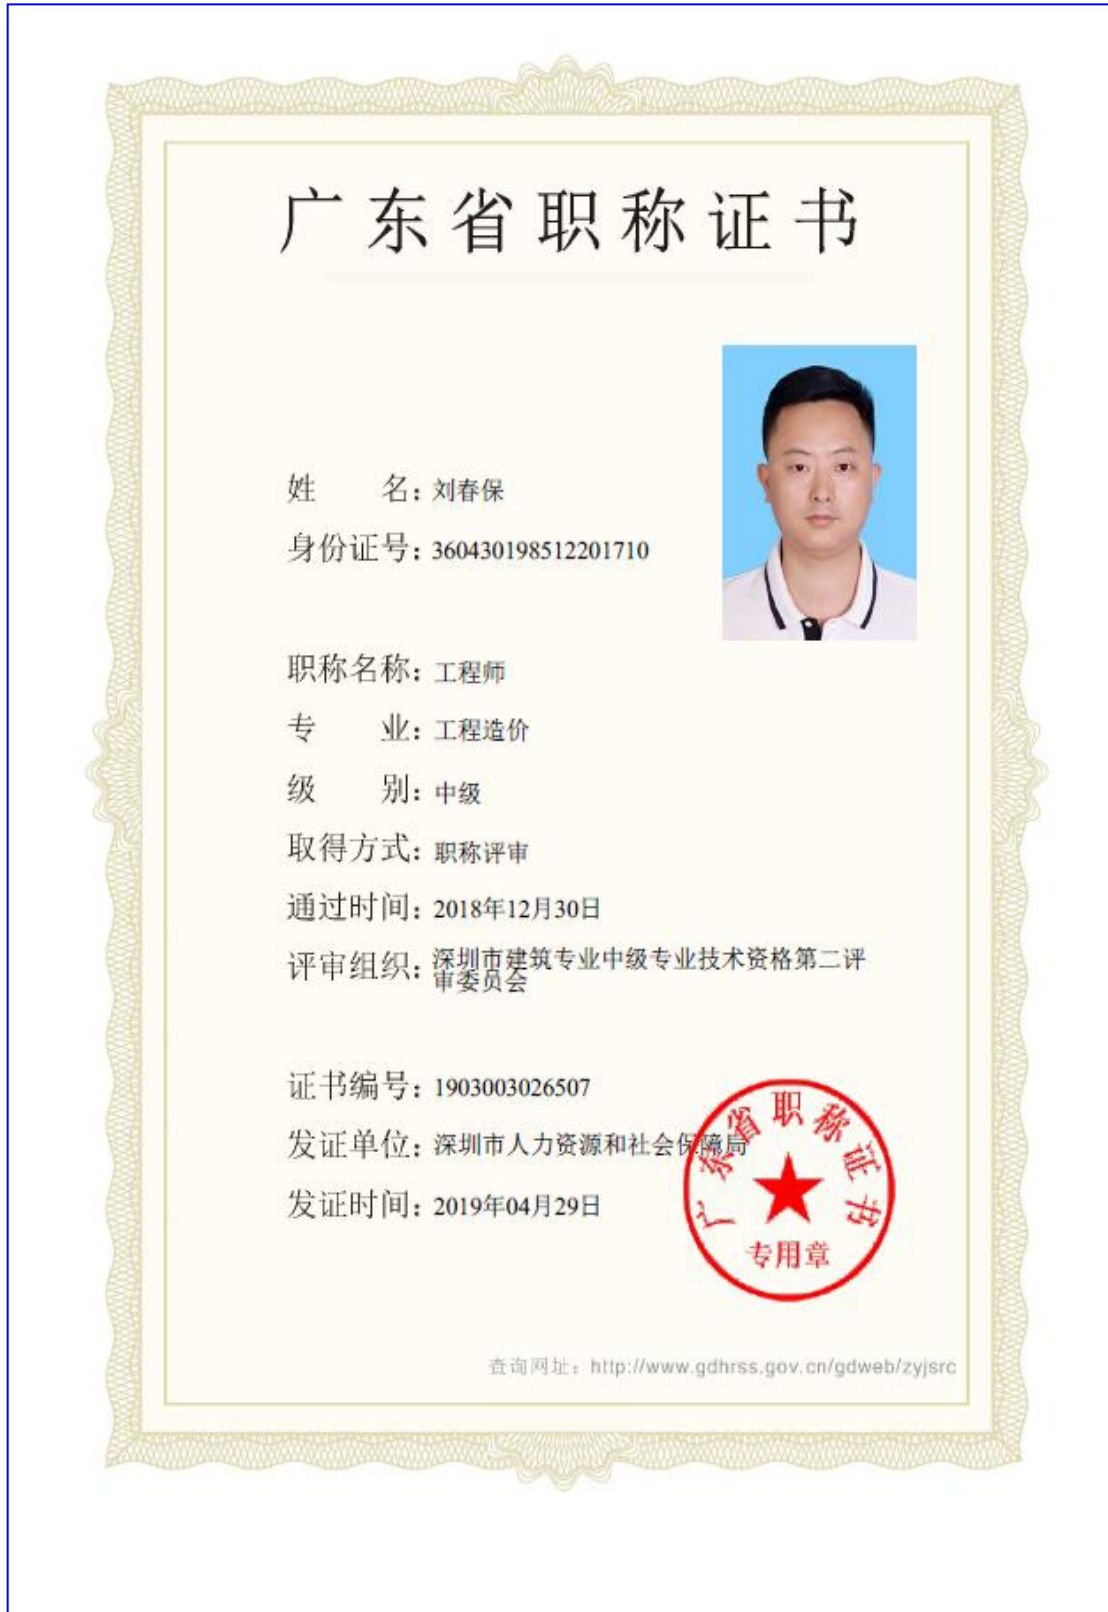 广东省职称证书
姓 名：刘春保
身份证号：360430198512201710
职称名称：工程师
专 业：工程造价
级 别：中级
取得方式：职称评审
通过时间：2018年12月30日
评审组织：深圳市建筑专业中级专业技术资格第二评
审委员会
证书编号：1903003026507
发证单位：深圳市人力资源和社会保障局
发证时间：2019年04月29日
广东省职称证书
专用章
查询网址：http://www.gdhrss.gov.cn/gdweb/zyjsrc